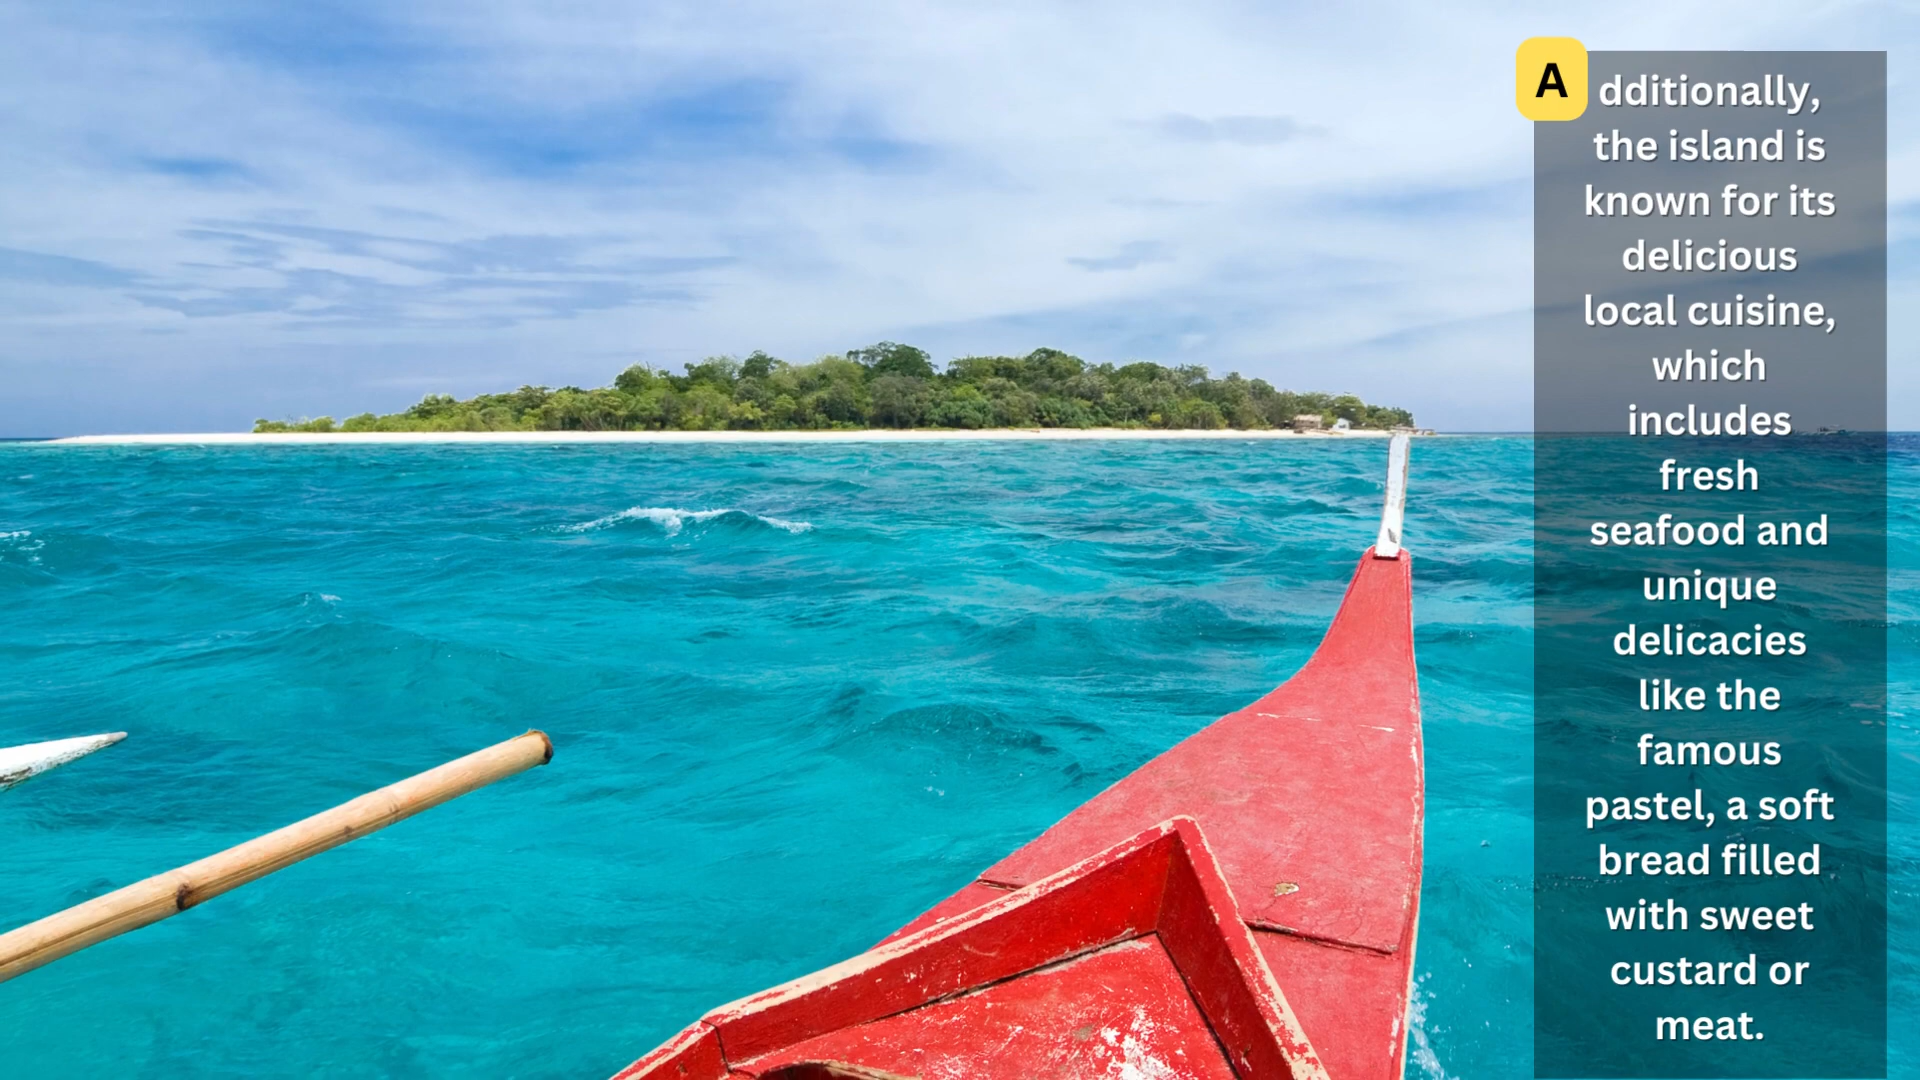 Additionally,
the island is
known for its
delicious
local cuisine,
which
includes
fresh
seafood and
unique
delicacies
like the
famous
pastel, a soft
bread filled
with sweet
custard or
meat.